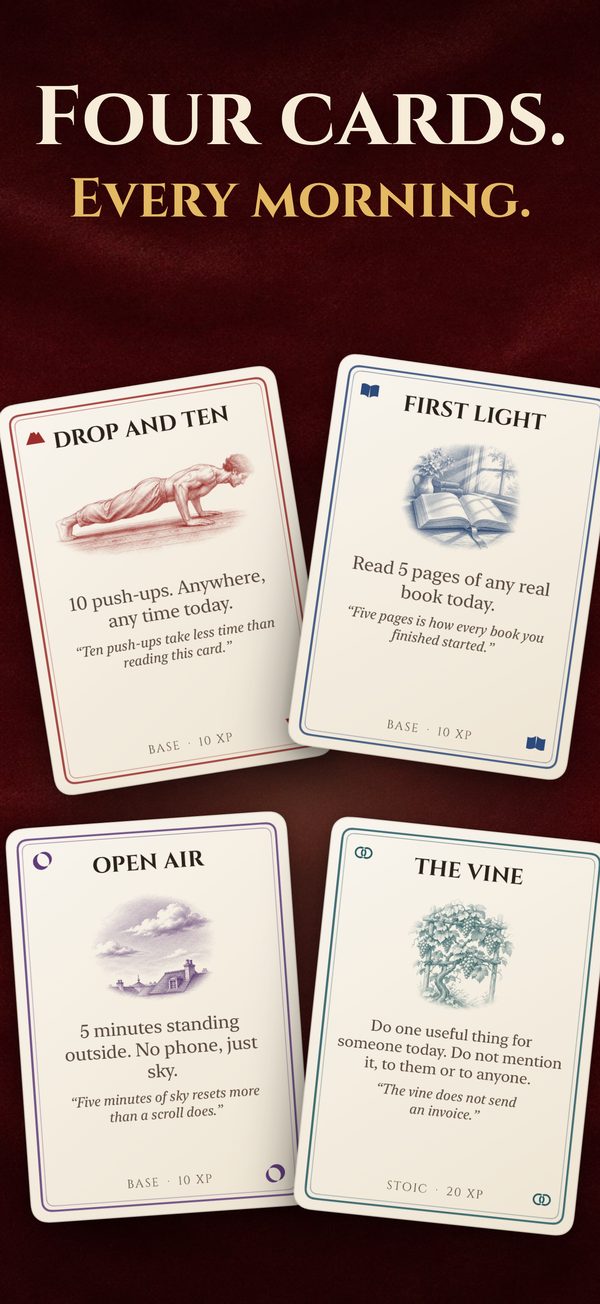 FOUR CARDS.
EVERY MORNING.
DROP AND TEN
10 push-ups. Anywhere,
any time today.
“Ten push-ups take less time than
reading this card.”
BASE · 10 XP
FIRST LIGHT
Read 5 pages of any real
book today.
“Five pages is how every book you
finished started.”
BASE · 10 XP
OPEN AIR
5 minutes standing
outside. No phone, just
sky.
“Five minutes of sky resets more
than a scroll does.”
BASE · 10 XP
THE VINE
Do one useful thing for
someone today. Do not mention
it, to them or to anyone.
“The vine does not send
an invoice.”
STOIC · 20 XP